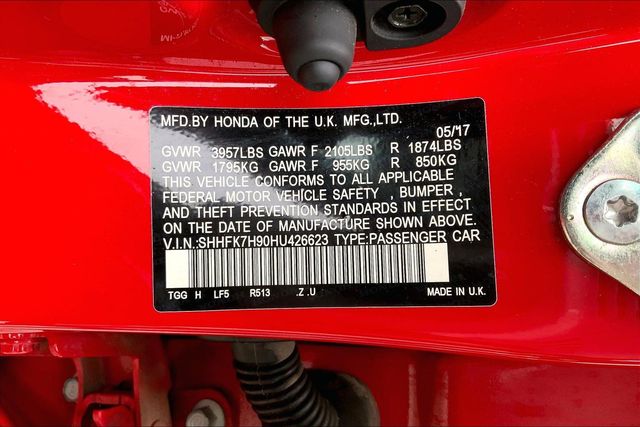 MFD.BY HONDA OF THE U.K. MFG.,LTD.
05/17
GVWR 3957LBS GAWR F 2105LBS R 1874LBS
GVWR 1795KG GAWR F 955KG R 850KG
THIS VEHICLE CONFORMS TO ALL APPLICABLE
FEDERAL MOTOR VEHICLE SAFETY , BUMPER ,
AND THEFT PREVENTION STANDARDS IN EFFECT
ON THE DATE OF MANUFACTURE SHOWN ABOVE.
V.I.N.:SHHFK7H90HU426623 TYPE:PASSENGER CAR
TGG H LF5 R513 .Z.U MADE IN U.K.